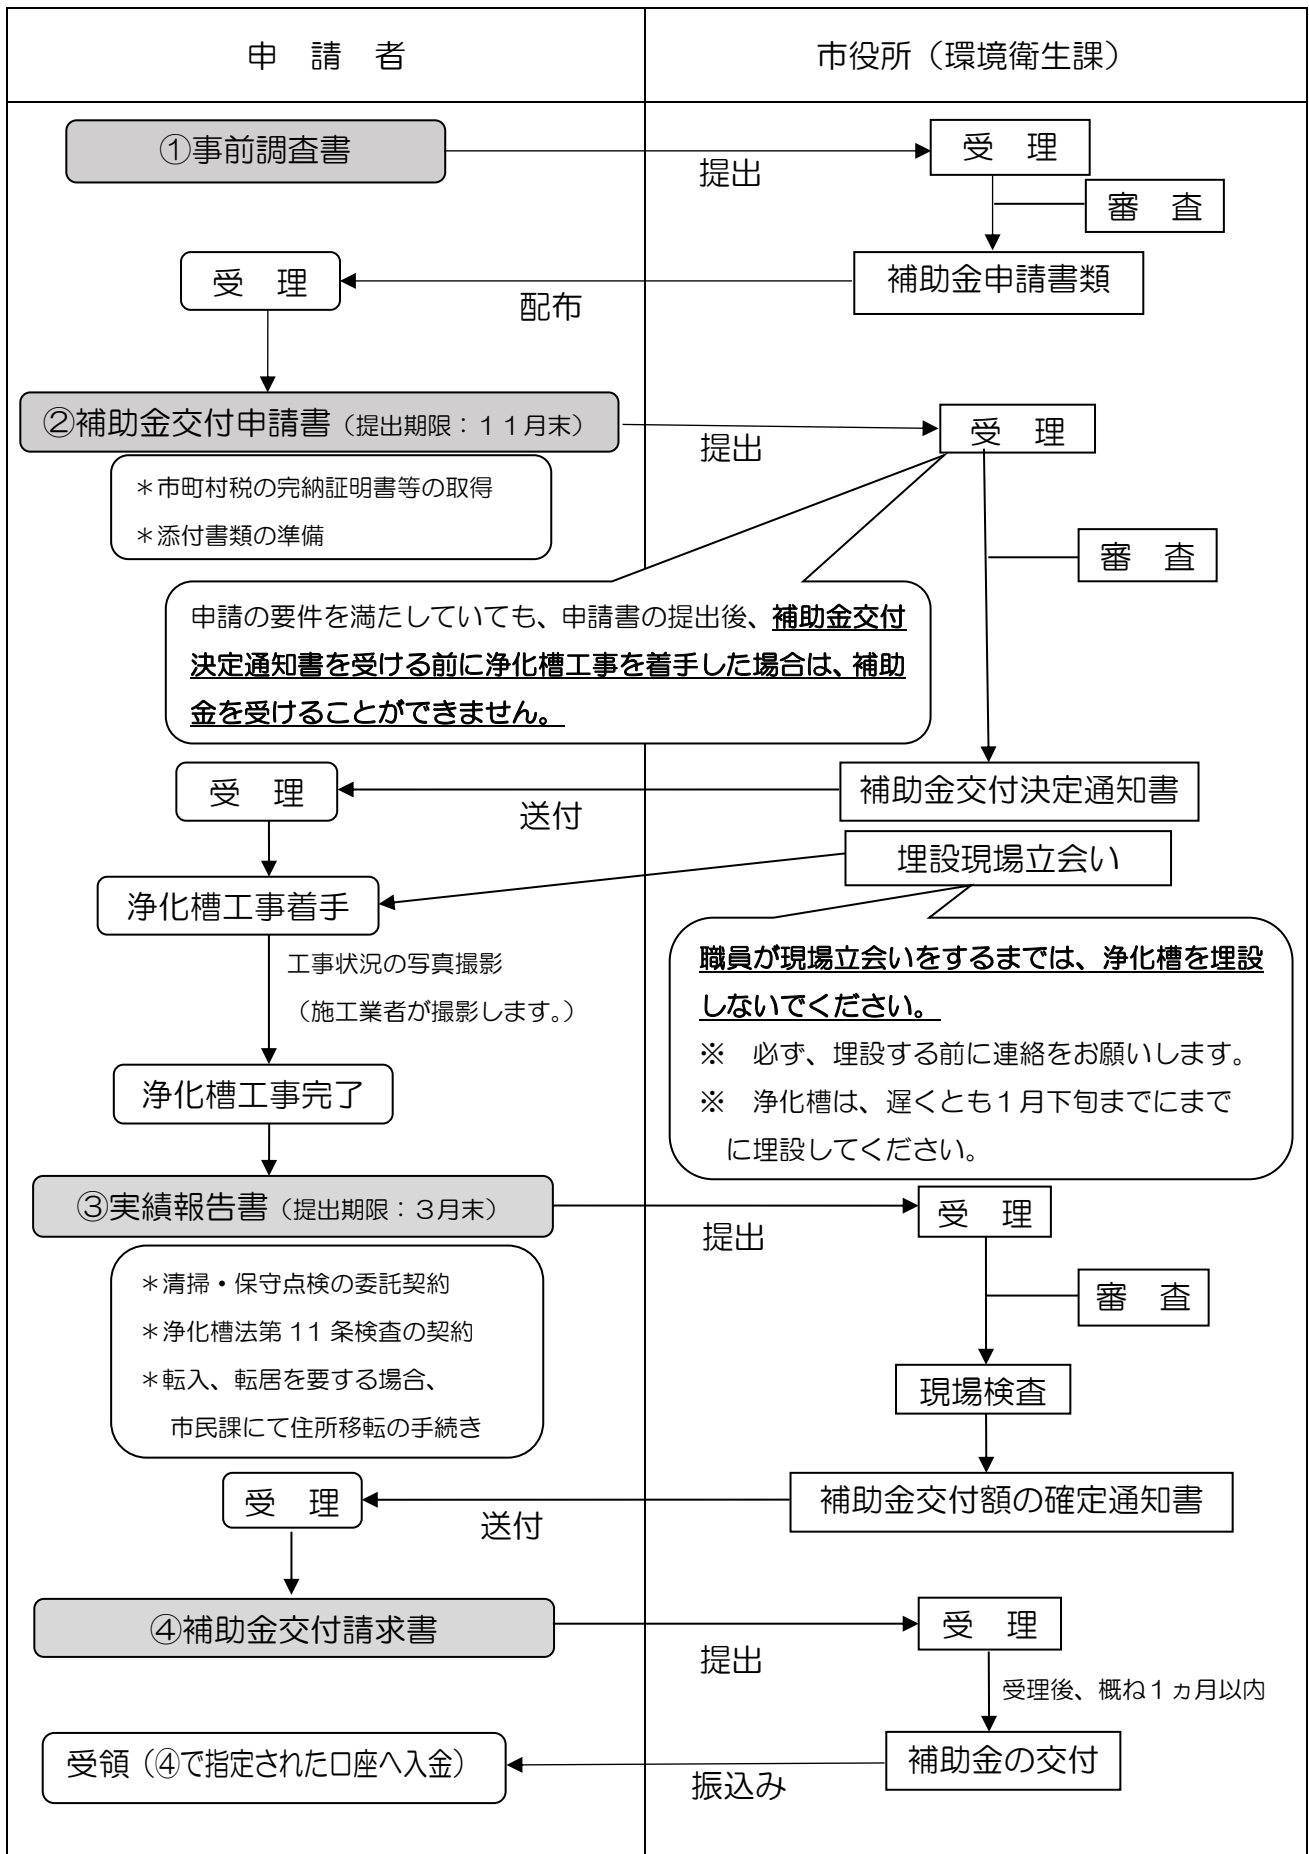 申　請　者
市役所（環境衛生課）
①事前調査書
提出
受　理
審　査
補助金申請書類
配布
受　理
②補助金交付申請書（提出期限：１１月末）
提出
受　理
＊市町村税の完納証明書等の取得
＊添付書類の準備
審　査
申請の要件を満たしていても、申請書の提出後、補助金交付
決定通知書を受ける前に浄化槽工事を着手した場合は、補助
金を受けることができません。
補助金交付決定通知書
送付
受　理
埋設現場立会い
浄化槽工事着手
職員が現場立会いをするまでは、浄化槽を埋設
しないでください。
※　必ず、埋設する前に連絡をお願いします。
※　浄化槽は、遅くとも１月下旬までにまで
に埋設してください。
工事状況の写真撮影
（施工業者が撮影します。）
浄化槽工事完了
③実績報告書（提出期限：３月末）
提出
受　理
＊清掃・保守点検の委託契約
＊浄化槽法第 11 条検査の契約
＊転入、転居を要する場合、
市民課にて住所移転の手続き
審　査
現場検査
補助金交付額の確定通知書
送付
受　理
④補助金交付請求書
提出
受　理
受理後、概ね１ヵ月以内
補助金の交付
振込み
受領（④で指定された口座へ入金）